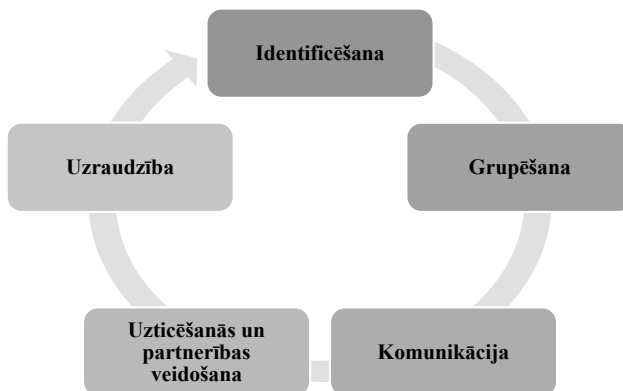 Identificēšana
Grupēšana
Komunikācija
Uzticēšanās un
partnerības
veidošana
Uzraudzība